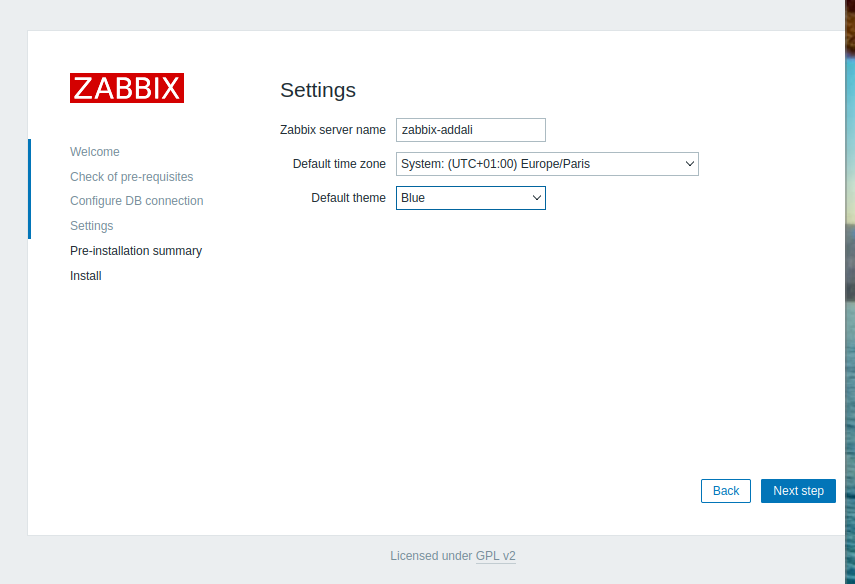 ZABBIX
Welcome
Check of pre-requisites
Configure DB connection
Settings
Pre-installation summary
Install
Settings
Zabbix server name zabbix-addali
Default time zone System: (UTC+01:00) Europe/Paris
Default theme Blue
Back Next step
Licensed under GPL v2